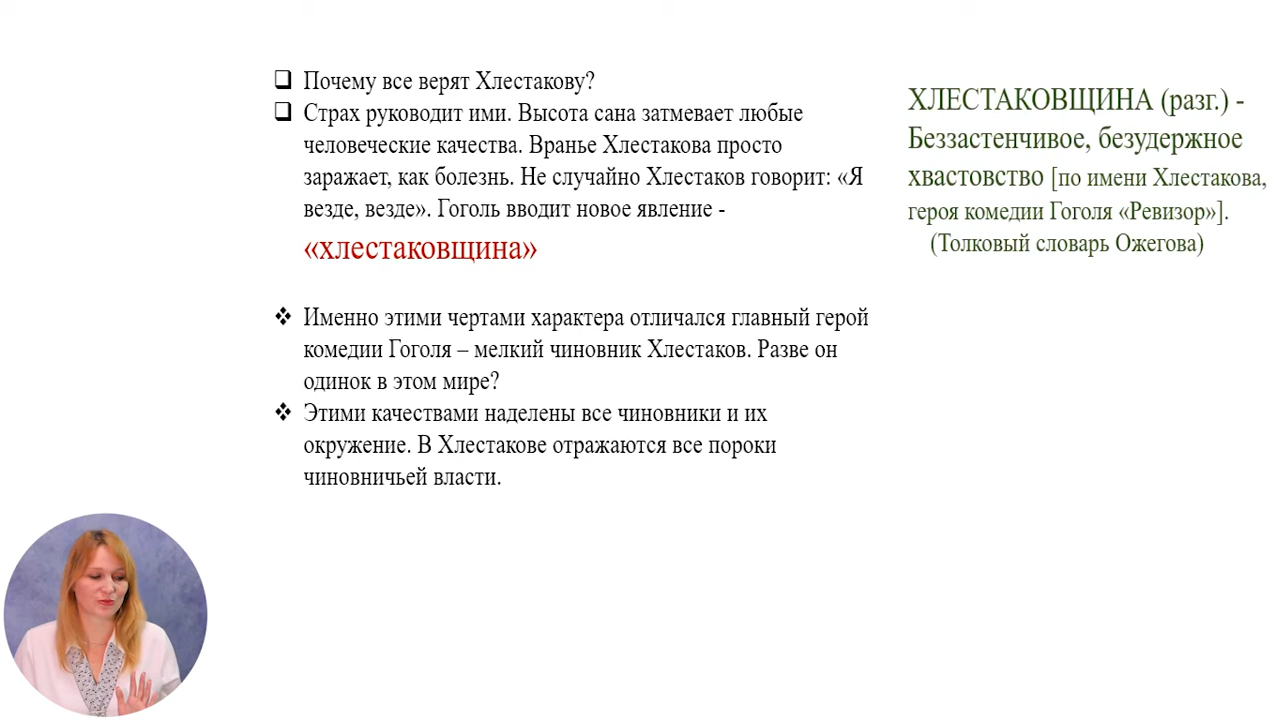 Почему все верят Хлестакову?
Страх руководит ими. Высота сана затмевает любые
человеческие качества. Вранье Хлестакова просто
заражает, как болезнь. Не случайно Хлестаков говорит: «Я
везде, везде». Гоголь вводит новое явление -
«хлестаковщина»
Именно этими чертами характера отличался главный герой
комедии Гоголя – мелкий чиновник Хлестаков. Разве он
одинок в этом мире?
Этими качествами наделены все чиновники и их
окружение. В Хлестакове отражаются все пороки
чиновничьей власти.
ХЛЕСТАКОВЩИНА (разг.) -
Беззастенчивое, безудержное
хвастовство [по имени Хлестакова,
героя комедии Гоголя «Ревизор»].
(Толковый словарь Ожегова)